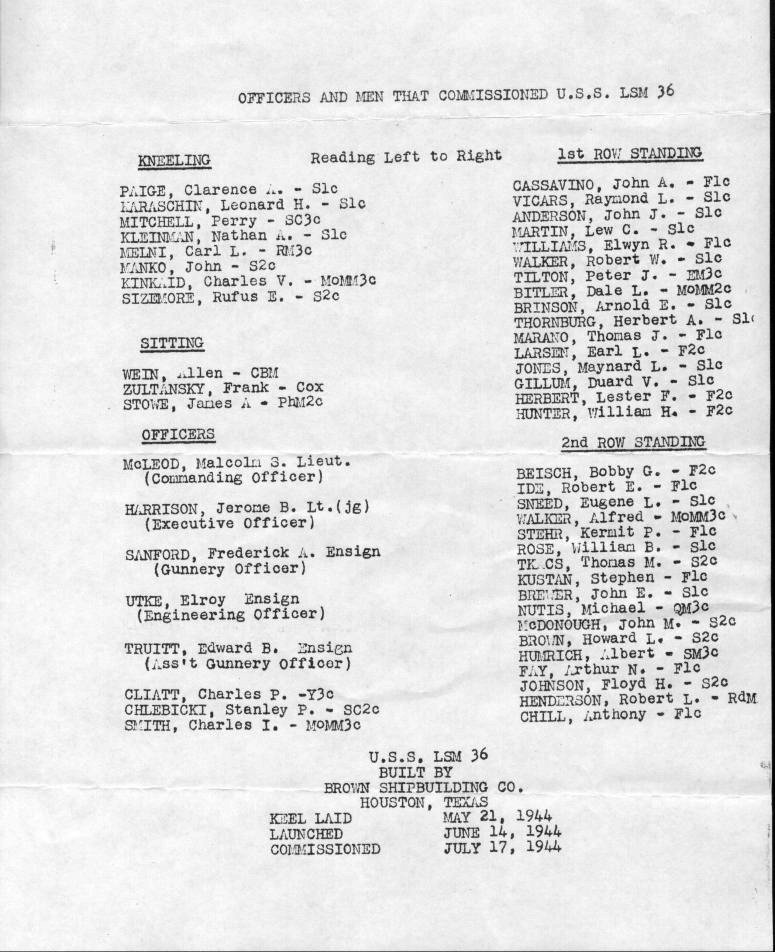 OFFICERS AND MEN THAT COMMISSIONED U.S.S. LSM 36
KNEELING
Reading Left to Right
PAIGE, Clarence A. - S1c
KARASCHIN, Leonard H. - S1c
MITCHELL, Perry - SC3c
KLEINMAN, Nathan A. - S1c
MELNI, Carl L. - RM3c
MANKO, John - S2c
KINKAID, Charles V. - MoMM3c
SIZEMORE, Rufus E. - S2c
SITTING
WEIN, Allen - CBM
ZULTANSKY, Frank - Cox
STOWE, James A - PhM2c
OFFICERS
McLEOD, Malcolm S. Lieut.
(Commanding Officer)
HARRISON, Jerome B. Lt.(jg)
(Executive Officer)
SANFORD, Frederick A. Ensign
(Gunnery Officer)
UTKE, Elroy Ensign
(Engineering Officer)
TRUITT, Edward B. Ensign
(Ass't Gunnery Officer)
CLIATT, Charles P. -Y3c
CHLEBICKI, Stanley P. - SC2c
SMITH, Charles I. - MoMM3c
1st ROW STANDING
CASSAVINO, John A. - F1c
VICARS, Raymond L. - S1c
ANDERSON, John J. - S1c
MARTIN, Lew C. - S1c
WILLIAMS, Elwyn R. - F1c
WALKER, Robert W. - S1c
TILTON, Peter J. - EM3c
BITLER, Dale L. - MoMM2c
BRINSON, Arnold E. - S1c
THORNBURG, Herbert A. - S1c
MARANO, Thomas J. - F1c
LARSEN, Earl L. - F2c
JONES, Maynard L. - S1c
GILLUM, Duard V. - S1c
HERBERT, Lester F. - F2c
HUNTER, William H. - F2c
2nd ROW STANDING
BEISCH, Bobby G. - F2c
IDE, Robert E. - F1c
SNEED, Eugene L. - S1c
WALKER, Alfred - MoMM3c
STEHR, Kermit P. - F1c
ROSE, William B. - S1c
Thomas M. - S2c
KUSTAN, Stephen - F1c
BREWER, John E. - S1c
NUTIS, Michael - QM3c
McDONOUGH, John M. - S2c
BROWN, Howard L. - S2c
HUMRICH, Albert - SM3c
FAY, Arthur N. - F1c
JOHNSON, Floyd H. - S2c
HENDERSON, Robert L. - RdM
CHILL, Anthony - F1c
U.S.S. LSM 36
BUILT BY
BROWN SHIPBUILDING CO.
HOUSTON, TEXAS
KEEL LAID MAY 21, 1944
LAUNCHED JUNE 14, 1944
COMMISSIONED JULY 17, 1944